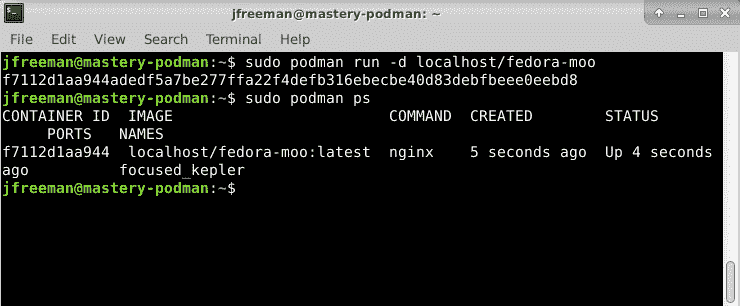 jfreeman@mastery-podman: ~
File Edit View Search Terminal Help
jfreeman@mastery-podman:~$ sudo podman run -d localhost/fedora-moo
f7112d1aa944adedf5a7be277ffa22f4defb316ebecbe40d83debfbeee0eebd8
jfreeman@mastery-podman:~$ sudo podman ps
CONTAINER ID  IMAGE                        COMMAND  CREATED        STATUS
     PORTS   NAMES
f7112d1aa944  localhost/fedora-moo:latest  nginx    5 seconds ago  Up 4 seconds
ago          focused_kepler
jfreeman@mastery-podman:~$